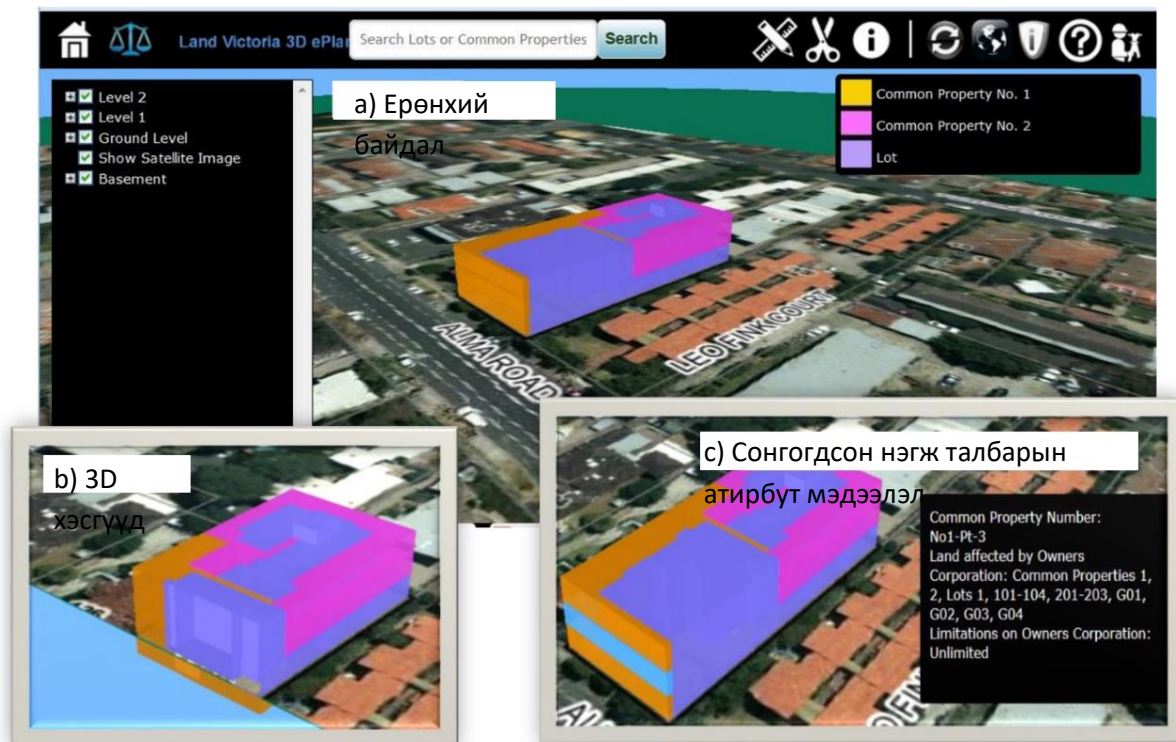 Land Victoria 3D ePlan
Search Lots or Common Properties
Search
Level 2
Level 1
Ground Level
Show Satellite Image
Basement
a) Ерөнхий
байдал
Common Property No. 1
Common Property No. 2
Lot
ALMA ROAD
LEO FINK COURT
b) 3D
хэсгүүд
c) Сонгогдсон нэгж талбарын
атирбут мэдээлэл
Common Property Number:
No1-Pt-3
Land affected by Owners
Corporation: Common Properties 1,
2, Lots 1, 101-104, 201-203, G01,
G02, G03, G04
Limitations on Owners Corporation:
Unlimited